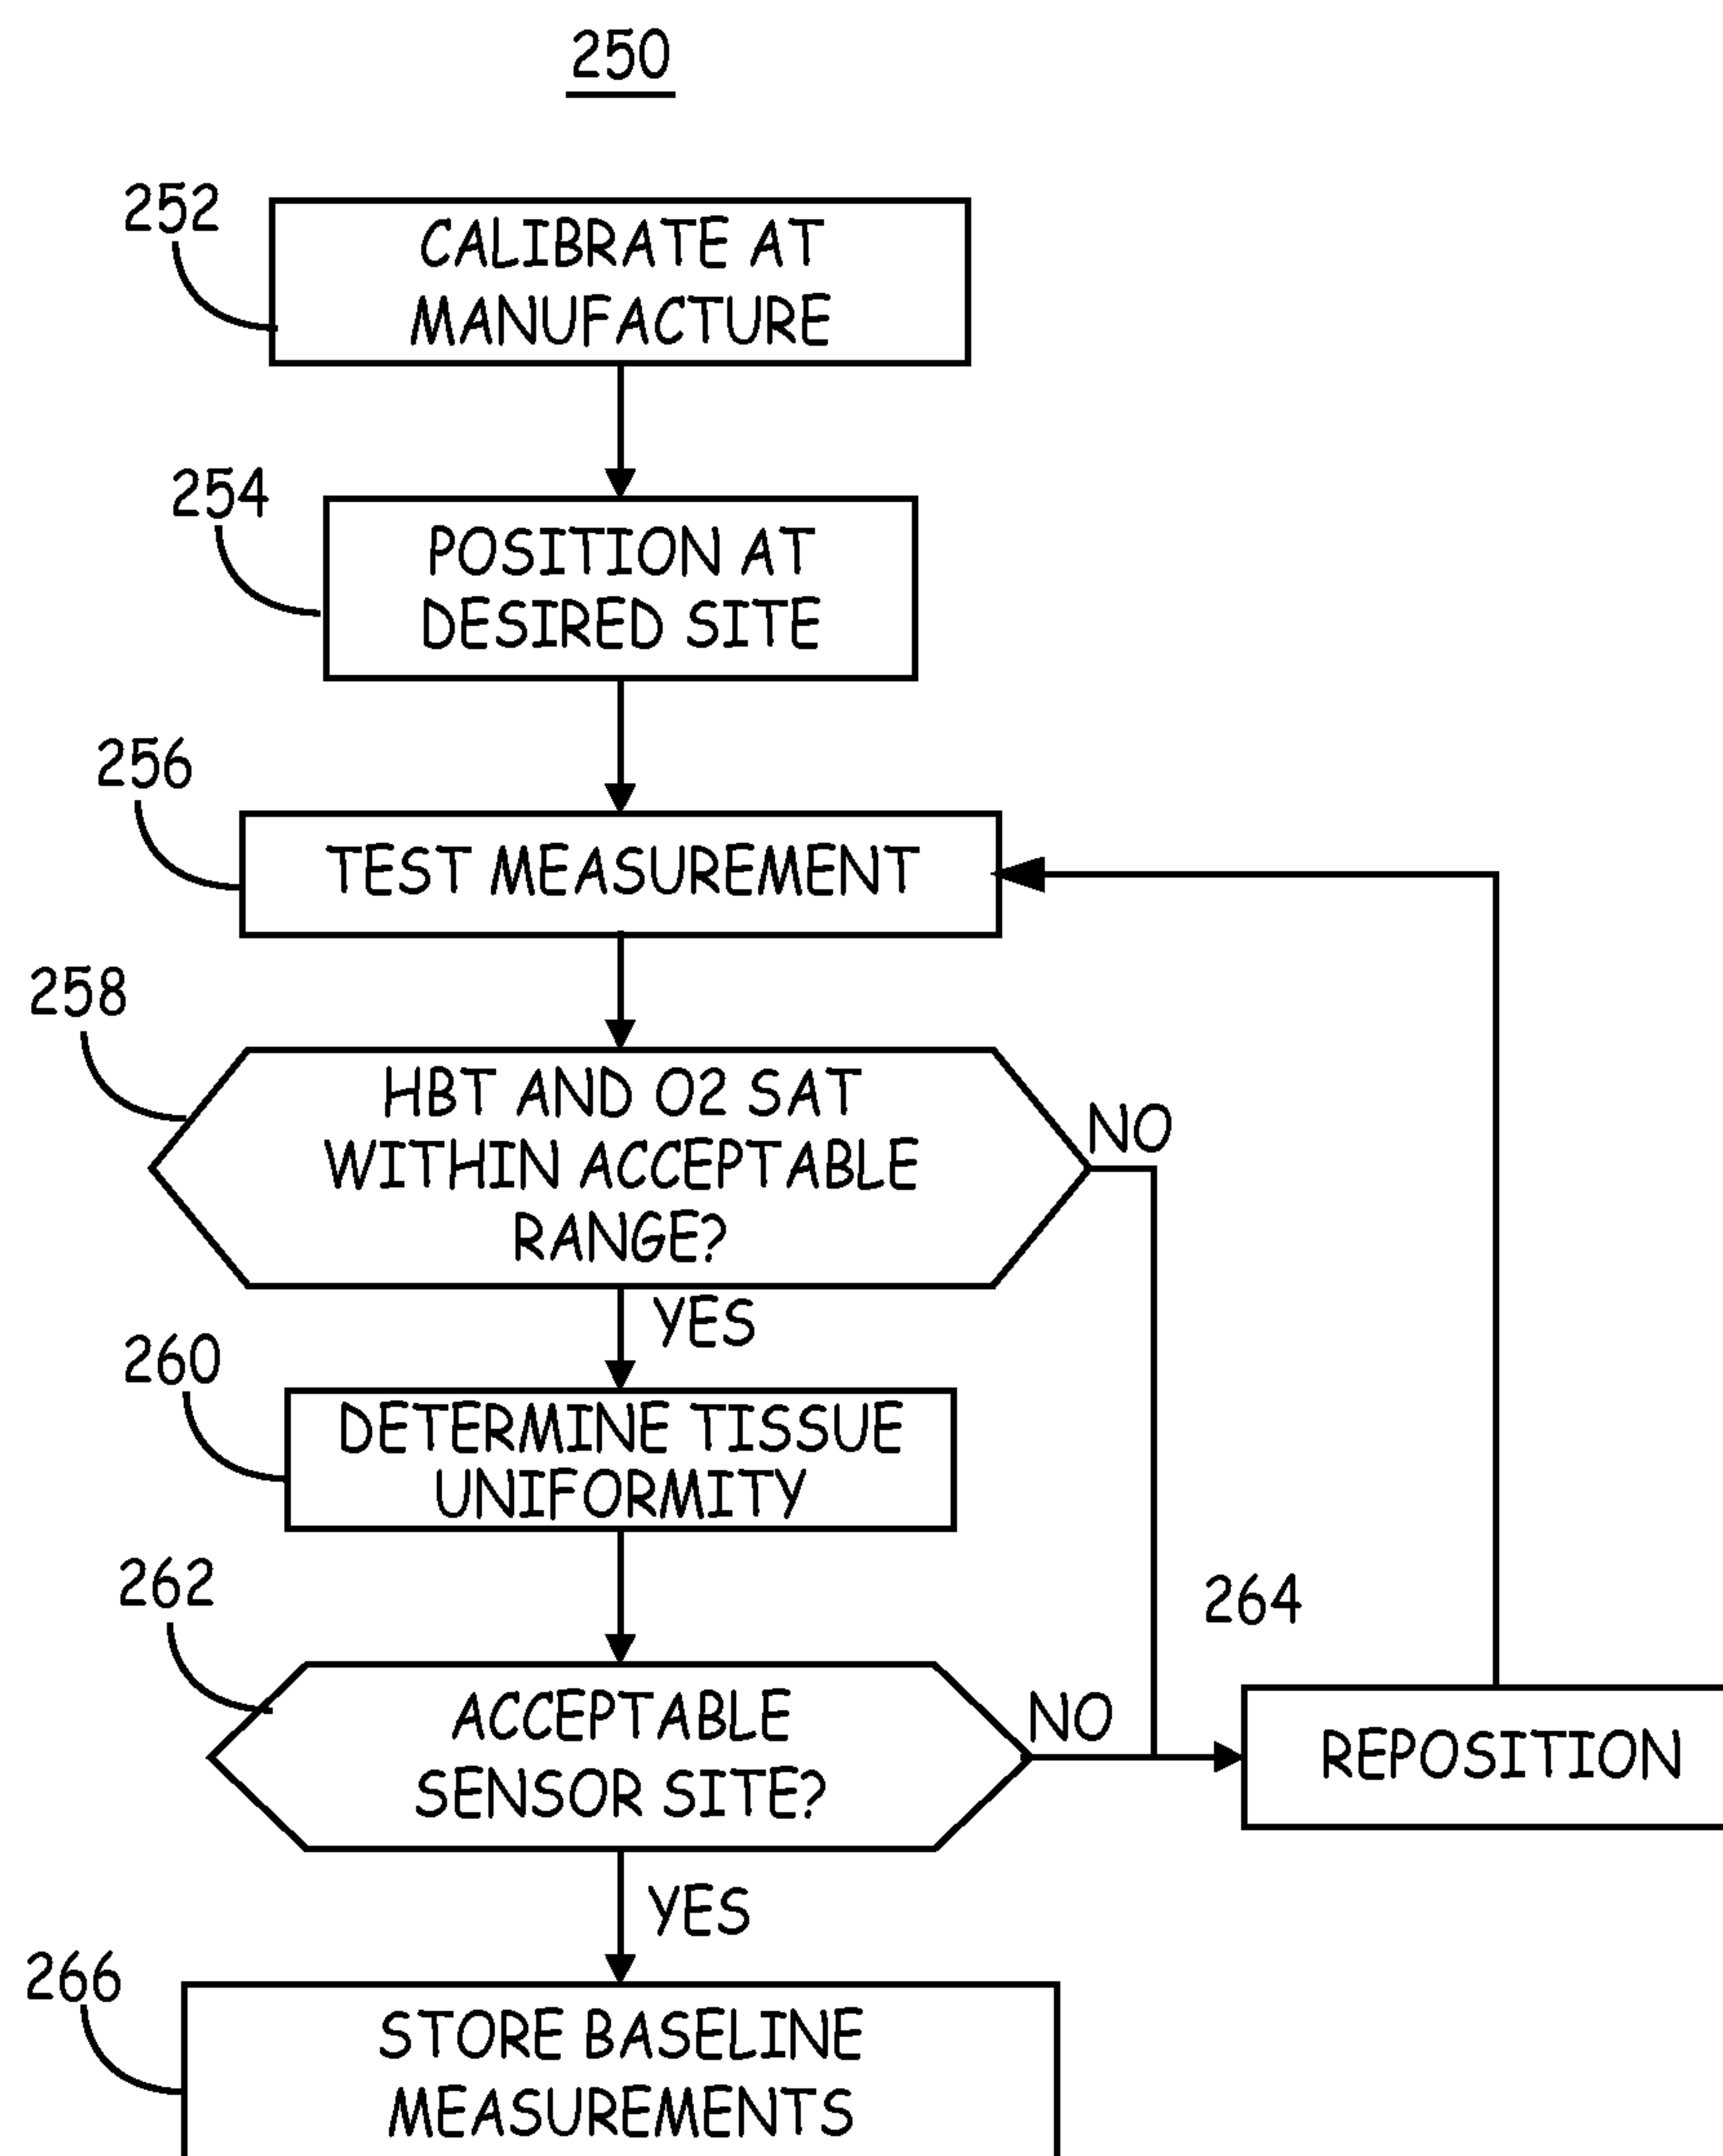 250
252
CALIBRATE AT
MANUFACTURE
254
POSITION AT
DESIRED SITE
256
TEST MEASUREMENT
258
HBT AND O2 SAT
WITHIN ACCEPTABLE
RANGE?
NO
YES
260
DETERMINE TISSUE
UNIFORMITY
262
ACCEPTABLE
SENSOR SITE?
NO
264
REPOSITION
YES
266
STORE BASELINE
MEASUREMENTS